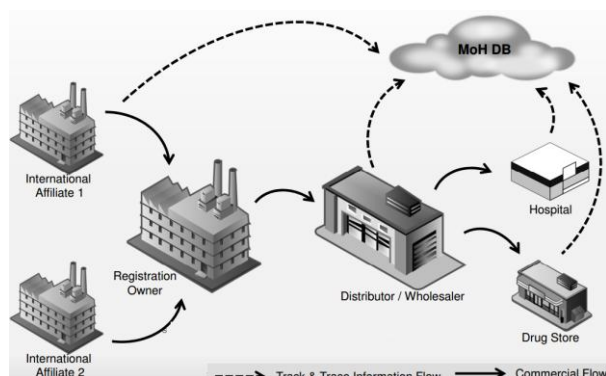 MoH DB
International
Affiliate 1
Registration
Owner
Hospital
Distributor / Wholesaler
Drug Store
International
Affiliate 2
Track & Trace Information Flow
Commercial Flow